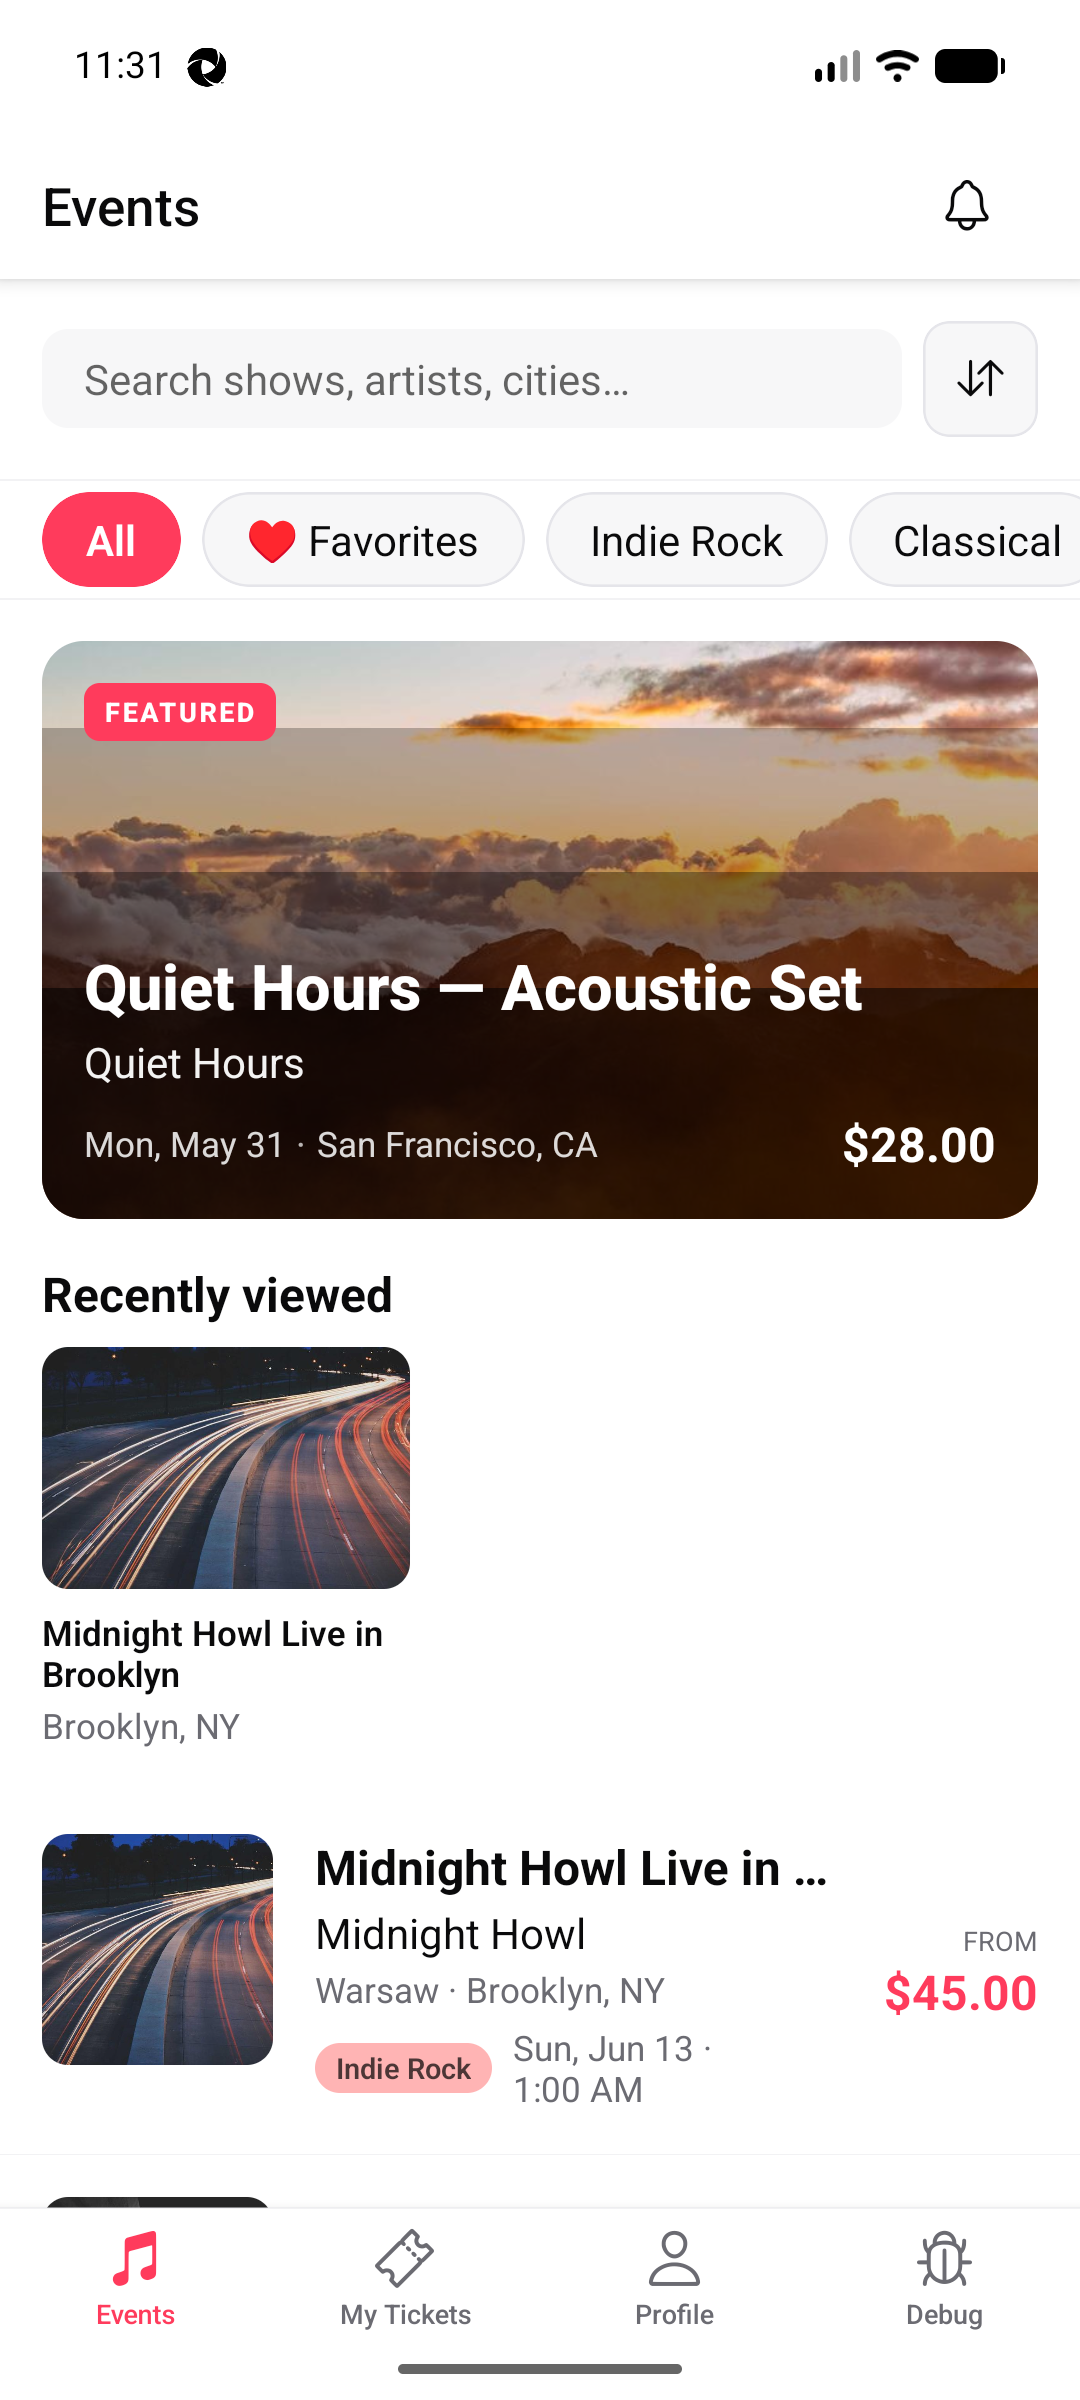 11:31
Events
Search shows, artists, cities...
All
❤️ Favorites
Indie Rock
Classical
FEATURED
Quiet Hours — Acoustic Set
Quiet Hours
Mon, May 31 · San Francisco, CA
$28.00
Recently viewed
Midnight Howl Live in
Brooklyn
Brooklyn, NY
Midnight Howl Live in ...
Midnight Howl
Warsaw · Brooklyn, NY
FROM
$45.00
Indie Rock
Sun, Jun 13 ·
1:00 AM
Events
My Tickets
Profile
Debug